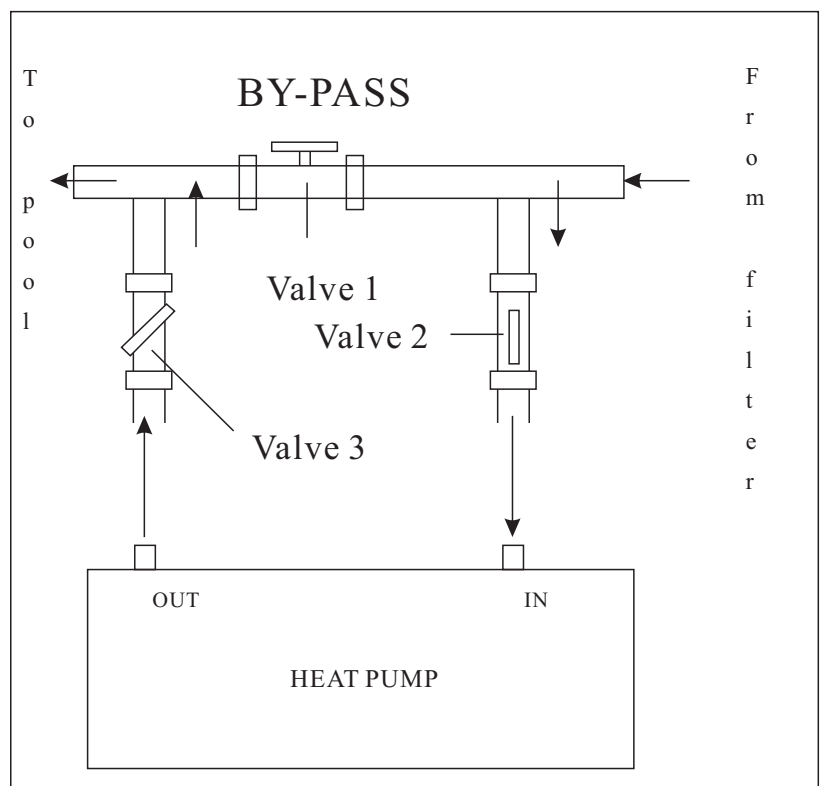 To pool
BY-PASS
From filter
Valve 1
Valve 2
Valve 3
OUT
IN
HEAT PUMP